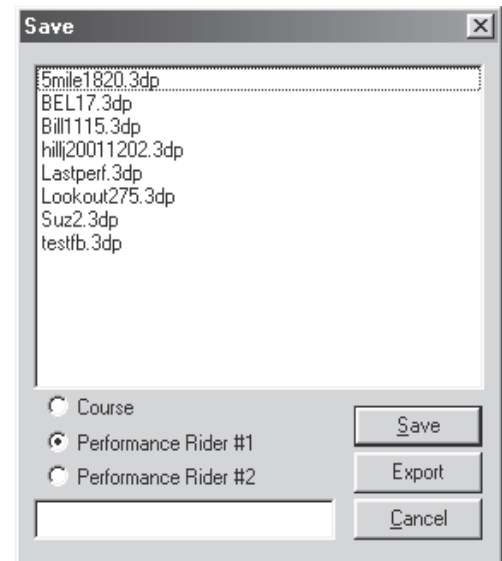 Save
5mile1820.3dp
BEL17.3dp
Bill1115.3dp
hillj20011202.3dp
Lastperf.3dp
Lookout275.3dp
Suz2.3dp
testfb.3dp
Course
Performance Rider #1
Performance Rider #2
Save
Export
Cancel